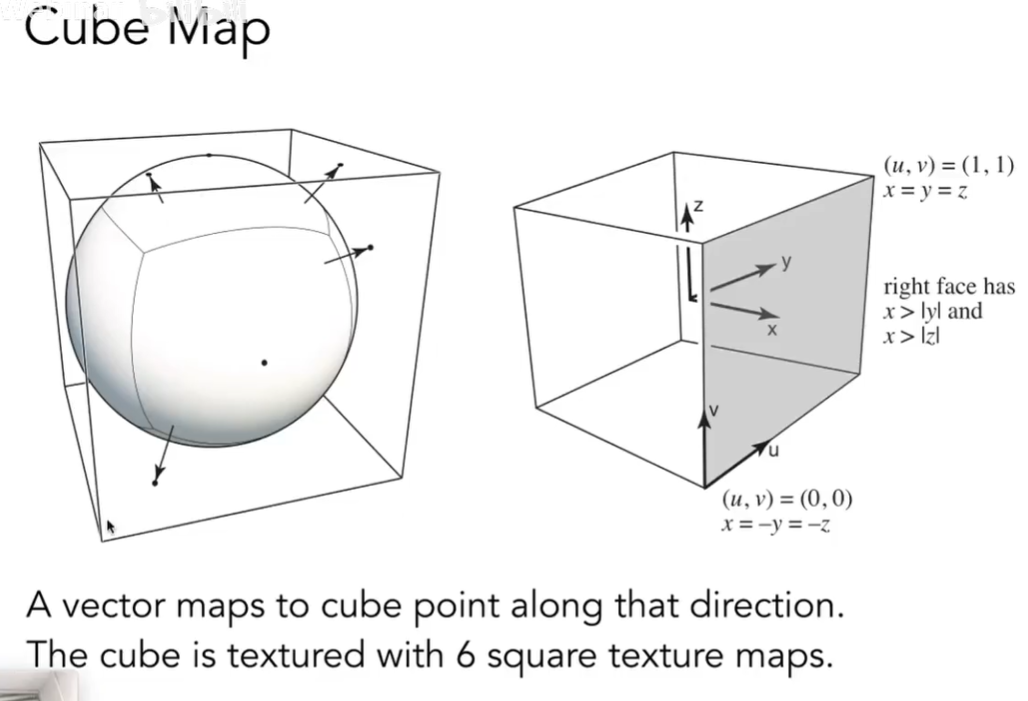 Cube Map
(u, v) = (1, 1)
x = y = z
z
y
x
right face has
x > |y| and
x > |z|
v
u
(u, v) = (0, 0)
x = –y = –z
A vector maps to cube point along that direction.
The cube is textured with 6 square texture maps.